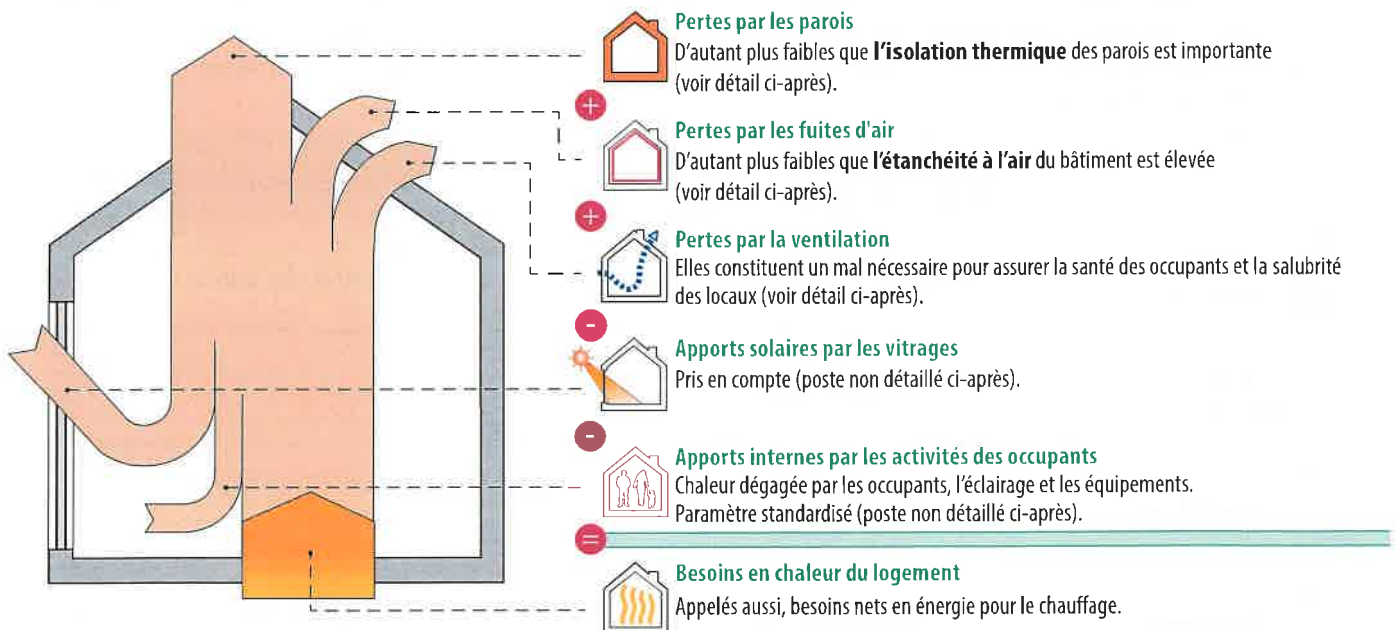 Pertes par les parois
D'autant plus faibles que l'isolation thermique des parois est importante
(voir détail ci-après).
+
Pertes par les fuites d'air
D'autant plus faibles que l'étanchéité à l'air du bâtiment est élevée
(voir détail ci-après).
+
Pertes par la ventilation
Elles constituent un mal nécessaire pour assurer la santé des occupants et la salubrité
des locaux (voir détail ci-après).
-
Apports solaires par les vitrages
Pris en compte (poste non détaillé ci-après).
-
Apports internes par les activités des occupants
Chaleur dégagée par les occupants, l'éclairage et les équipements.
Paramètre standardisé (poste non détaillé ci-après).
=
Besoins en chaleur du logement
Appelés aussi, besoins nets en énergie pour le chauffage.